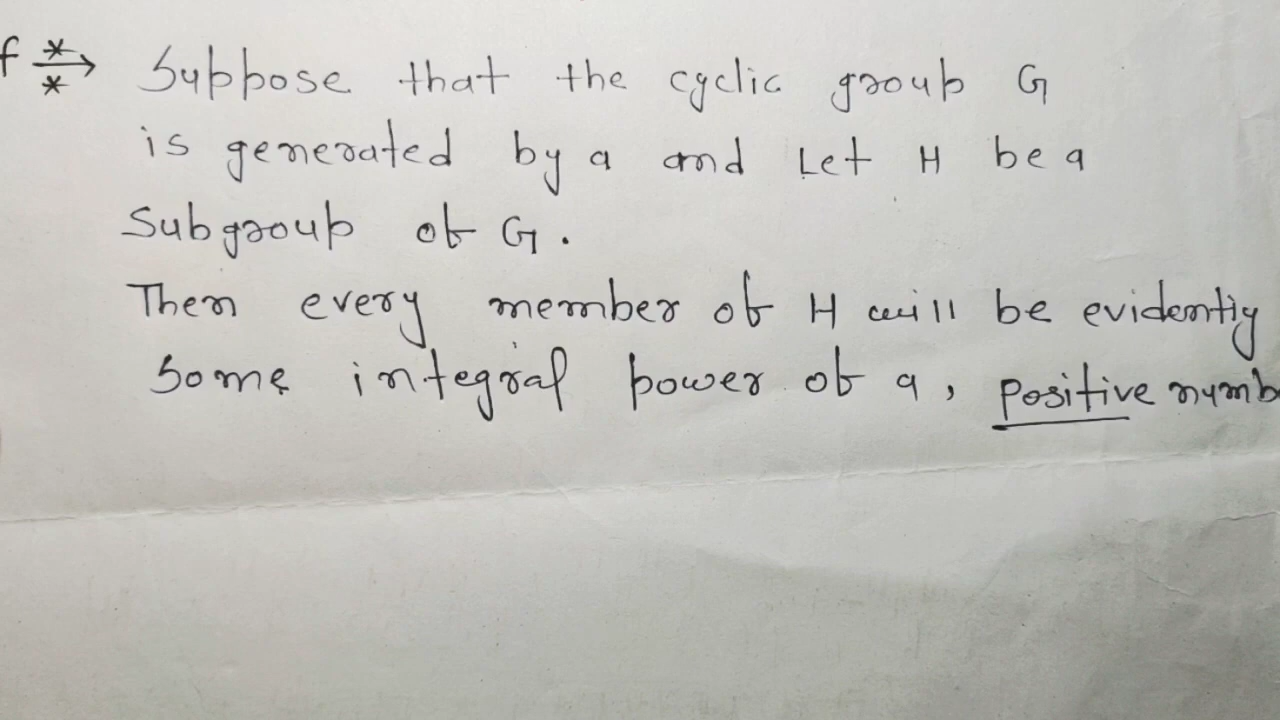 f *⟶*
Suppose that the cyclic group G
is generated by a and Let H be a
Subgroup of G.
Then every member of H will be evidently
Some integral power of a, positive numb